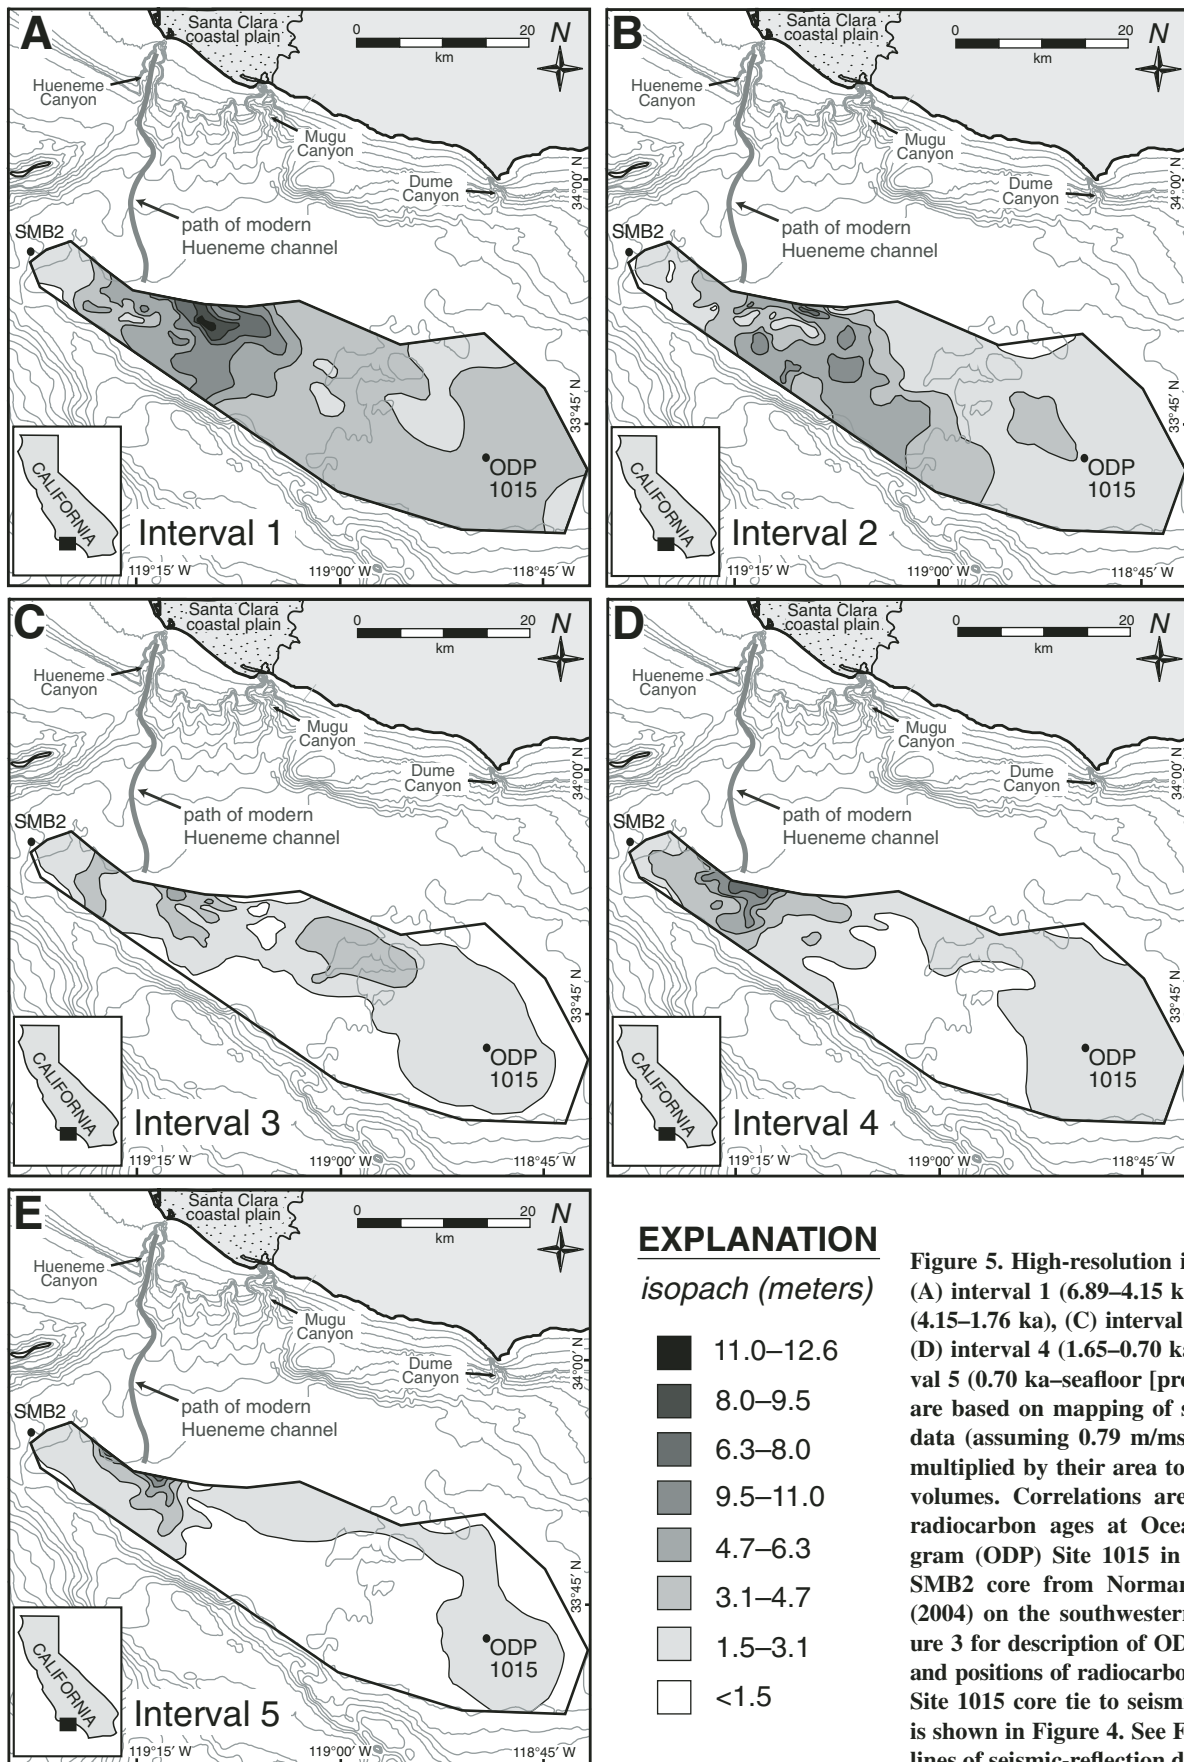 A
Santa Clara
coastal plain
0 20
km
N
Hueneme
Canyon
Mugu
Canyon
Dume
Canyon
34°00' N
path of modern
Hueneme channel
SMB2
33°45' N
ODP
1015
CALIFORNIA
Interval 1
119°15' W
119°00' W
118°45' W
B
Santa Clara
coastal plain
0 20
km
N
Hueneme
Canyon
Mugu
Canyon
Dume
Canyon
34°00' N
path of modern
Hueneme channel
SMB2
33°45' N
ODP
1015
CALIFORNIA
Interval 2
119°15' W
119°00' W
118°45' W
C
Santa Clara
coastal plain
0 20
km
N
Hueneme
Canyon
Mugu
Canyon
Dume
Canyon
34°00' N
path of modern
Hueneme channel
SMB2
33°45' N
ODP
1015
CALIFORNIA
Interval 3
119°15' W
119°00' W
118°45' W
D
Santa Clara
coastal plain
0 20
km
N
Hueneme
Canyon
Mugu
Canyon
Dume
Canyon
34°00' N
path of modern
Hueneme channel
SMB2
33°45' N
ODP
1015
CALIFORNIA
Interval 4
119°15' W
119°00' W
118°45' W
E
Santa Clara
coastal plain
0 20
km
N
Hueneme
Canyon
Mugu
Canyon
Dume
Canyon
34°00' N
path of modern
Hueneme channel
SMB2
33°45' N
ODP
1015
CALIFORNIA
Interval 5
119°15' W
119°00' W
118°45' W
EXPLANATION
isopach (meters)
11.0–12.6
8.0–9.5
6.3–8.0
9.5–11.0
4.7–6.3
3.1–4.7
1.5–3.1
<1.5
Figure 5. High-resolution i
(A) interval 1 (6.89–4.15 k
(4.15–1.76 ka), (C) interval
(D) interval 4 (1.65–0.70 k
val 5 (0.70 ka–seafloor [pre
are based on mapping of s
data (assuming 0.79 m/ms
multiplied by their area to
volumes. Correlations are
radiocarbon ages at Ocea
gram (ODP) Site 1015 in
SMB2 core from Norman
(2004) on the southwestern
ure 3 for description of OD
and positions of radiocarbo
Site 1015 core tie to seismi
is shown in Figure 4. See F
lines of seismic-reflection d